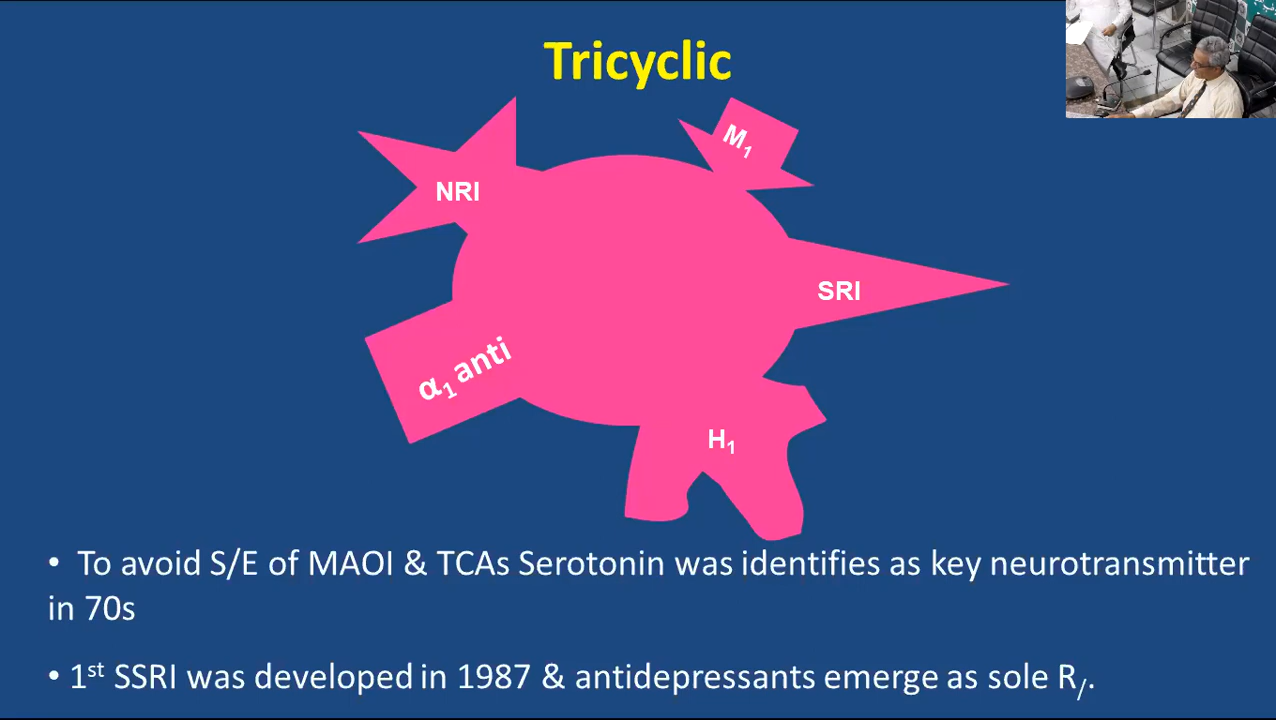 Tricyclic
M₁
NRI
SRI
α₁ anti
H₁
• To avoid S/E of MAOI & TCAs Serotonin was identifies as key neurotransmitter
in 70s
• 1ˢᵗ SSRI was developed in 1987 & antidepressants emerge as sole R/.